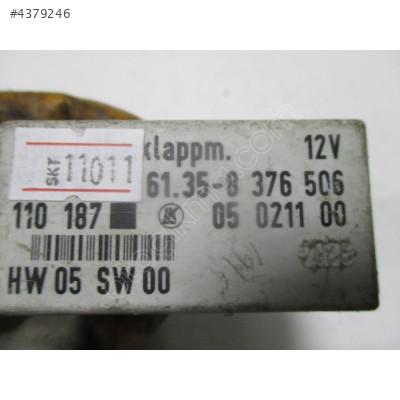 #4379246
klappm. 12V
SKT 11011
61.35-8 376 506
110 187 05 0211 00
HW 05 SW 00